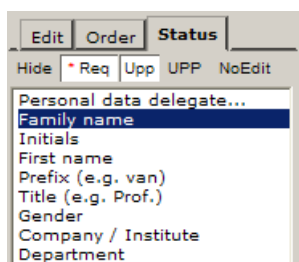 Edit Order Status
Hide * Req Upp UPP NoEdit
Personal data delegate...
Family name
Initials
First name
Prefix (e.g. van)
Title (e.g. Prof.)
Gender
Company / Institute
Department